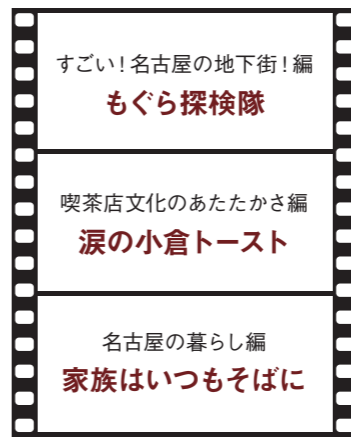 すごい!名古屋の地下街!編
もぐら探検隊
喫茶店文化のあたたかさ編
涙の小倉トースト
名古屋の暮らし編
家族はいつもそばに